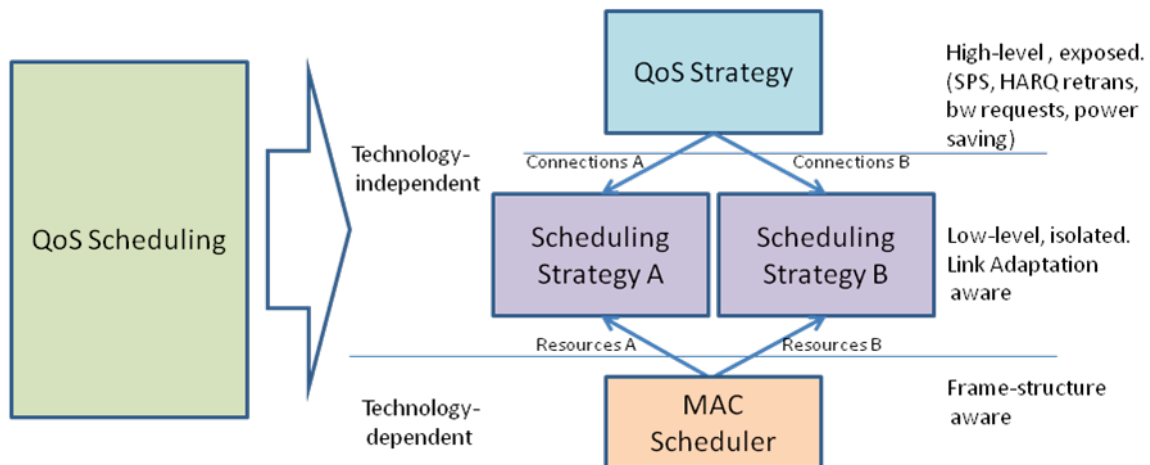 QoS Scheduling
Technology-
independent
Technology-
dependent
QoS Strategy
Connections A
Connections B
Scheduling
Strategy A
Scheduling
Strategy B
Resources A
Resources B
MAC
Scheduler
High-level , exposed.
(SPS, HARQ retrans,
bw requests, power
saving)
Low-level, isolated.
Link Adaptation
aware
Frame-structure
aware